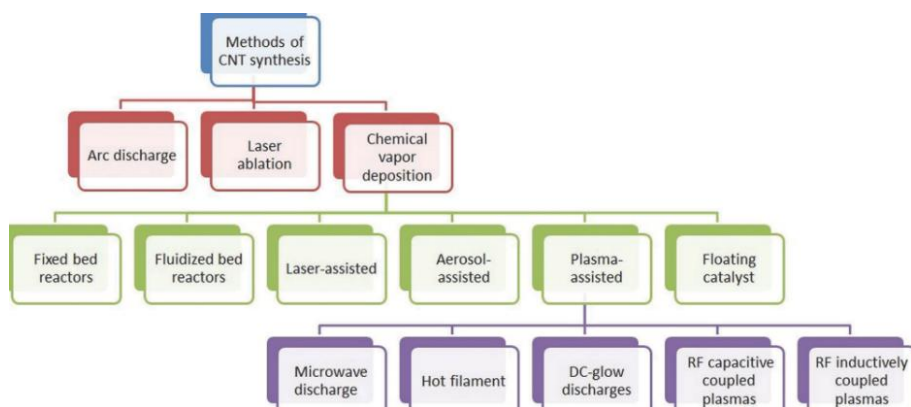 Methods of
CNT synthesis
Arc discharge
Laser
ablation
Chemical
vapor
deposition
Fixed bed
reactors
Fluidized bed
reactors
Laser-assisted
Aerosol-
assisted
Plasma-
assisted
Floating
catalyst
Microwave
discharge
Hot filament
DC-glow
discharges
RF capacitive
coupled
plasmas
RF inductively
coupled
plasmas